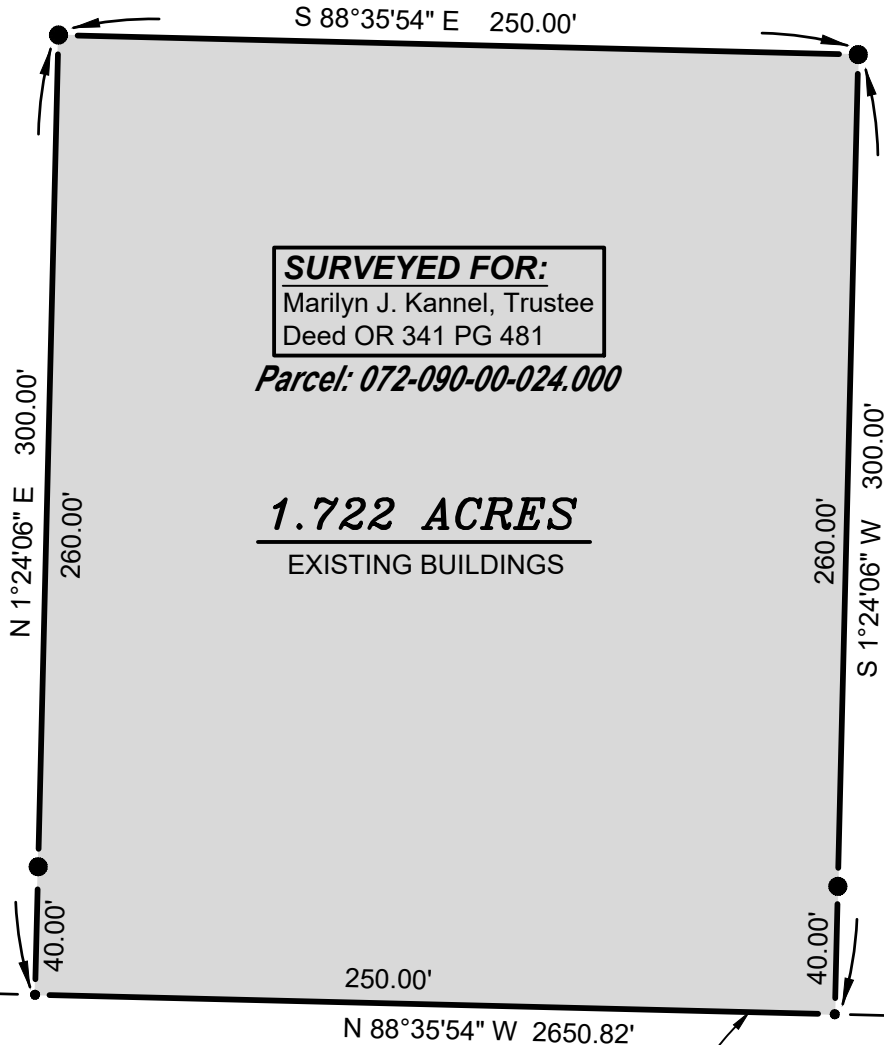 S 88°35'54" E 250.00'
SURVEYED FOR:
Marilyn J. Kannel, Trustee
Deed OR 341 PG 481
Parcel: 072-090-00-024.000
N 1°24'06" E 300.00'
260.00'
1.722 ACRES
EXISTING BUILDINGS
260.00'
S 1°24'06" W 300.00'
40.00'
40.00'
250.00'
N 88°35'54" W 2650.82'